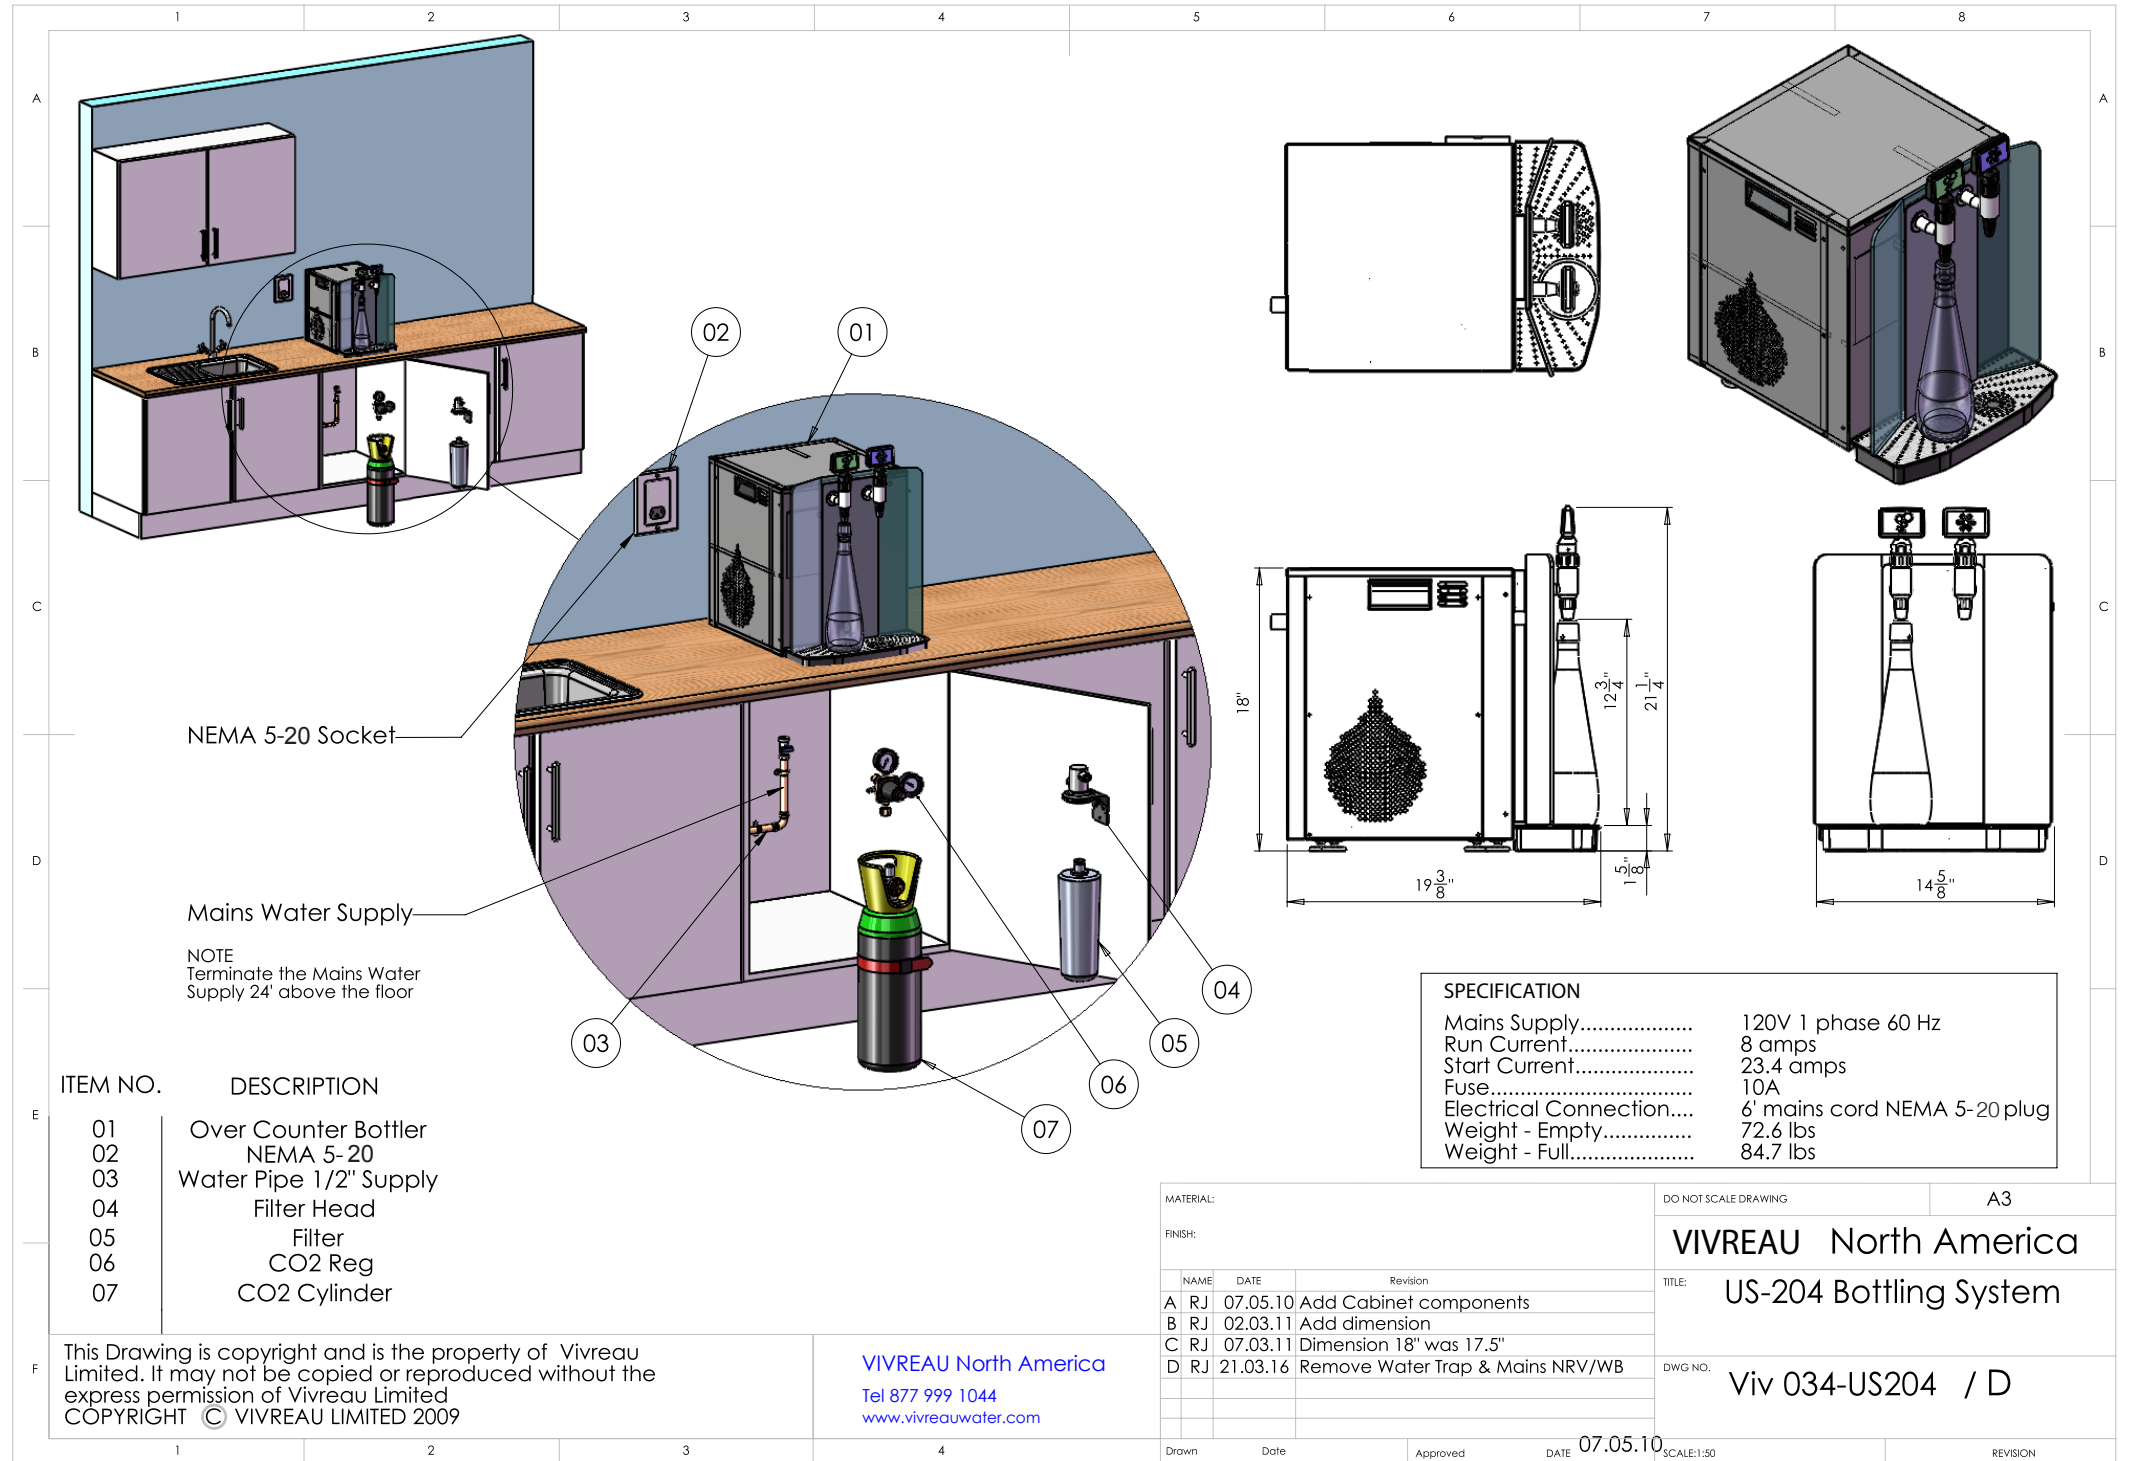 1 2 3 4 5 6 7 8
A A
B B
C C
D D
E
F
02
01
NEMA 5-20 Socket
Mains Water Supply
NOTE
Terminate the Mains Water
Supply 24' above the floor
03
04
05
06
07
18"
12 3/4"
21 1/4"
1 5/8"
19 3/8"
14 5/8"
SPECIFICATION
Mains Supply................... 120V 1 phase 60 Hz
Run Current..................... 8 amps
Start Current.................... 23.4 amps
Fuse.................................. 10A
Electrical Connection.... 6' mains cord NEMA 5-20 plug
Weight - Empty............... 72.6 lbs
Weight - Full..................... 84.7 lbs
ITEM NO. DESCRIPTION
01 Over Counter Bottler
02 NEMA 5-20
03 Water Pipe 1/2" Supply
04 Filter Head
05 Filter
06 CO2 Reg
07 CO2 Cylinder
This Drawing is copyright and is the property of Vivreau
Limited. It may not be copied or reproduced without the
express permission of Vivreau Limited
COPYRIGHT © VIVREAU LIMITED 2009
VIVREAU North America
Tel 877 999 1044
www.vivreauwater.com
MATERIAL:
FINISH:
NAME DATE Revision
A RJ 07.05.10 Add Cabinet components
B RJ 02.03.11 Add dimension
C RJ 07.03.11 Dimension 18" was 17.5"
D RJ 21.03.16 Remove Water Trap & Mains NRV/WB
Drawn Date Approved DATE 07.05.10
DO NOT SCALE DRAWING A3
VIVREAU North America
TITLE: US-204 Bottling System
DWG NO. Viv 034-US204 / D
SCALE:1:50 REVISION
1 2 3 4